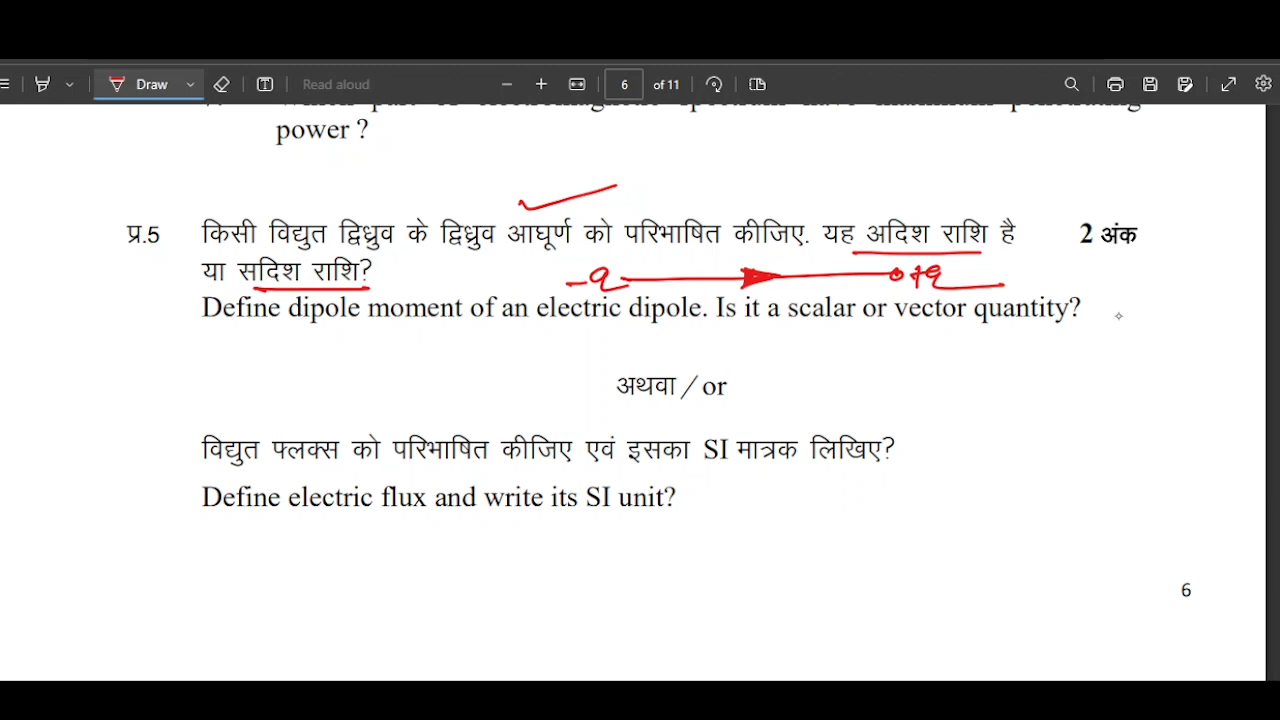 Draw
Read aloud
6
of 11
power ?
प्र.5 किसी विद्युत द्विध्रुव के द्विध्रुव आघूर्ण को परिभाषित कीजिए. यह अदिश राशि है 2 अंक
या सदिश राशि?
-q +q
Define dipole moment of an electric dipole. Is it a scalar or vector quantity?
अथवा / or
विद्युत फ्लक्स को परिभाषित कीजिए एवं इसका SI मात्रक लिखिए?
Define electric flux and write its SI unit?
6